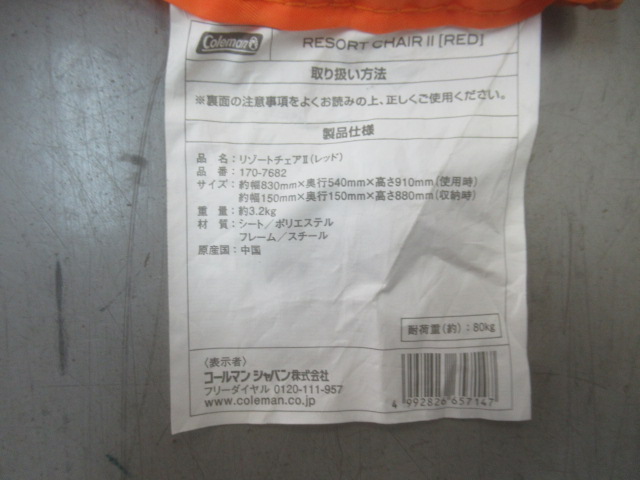 Coleman
RESORT CHAIR II [RED]
取り扱い方法
※裏面の注意事項をよくお読みの上、正しくご使用ください。
製品仕様
品　名：リゾートチェアⅡ（レッド）
品　番：170-7682
サイズ：約幅830mm×奥行540mm×高さ910mm（使用時）
約幅150mm×奥行150mm×高さ880mm（収納時）
重　量：約3.2kg
材　質：シート／ポリエステル
フレーム／スチール
原産国：中国
耐荷重（約）：80kg
〈表示者〉
コールマン ジャパン株式会社
フリーダイヤル 0120-111-957
www.coleman.co.jp
4 992826 657147